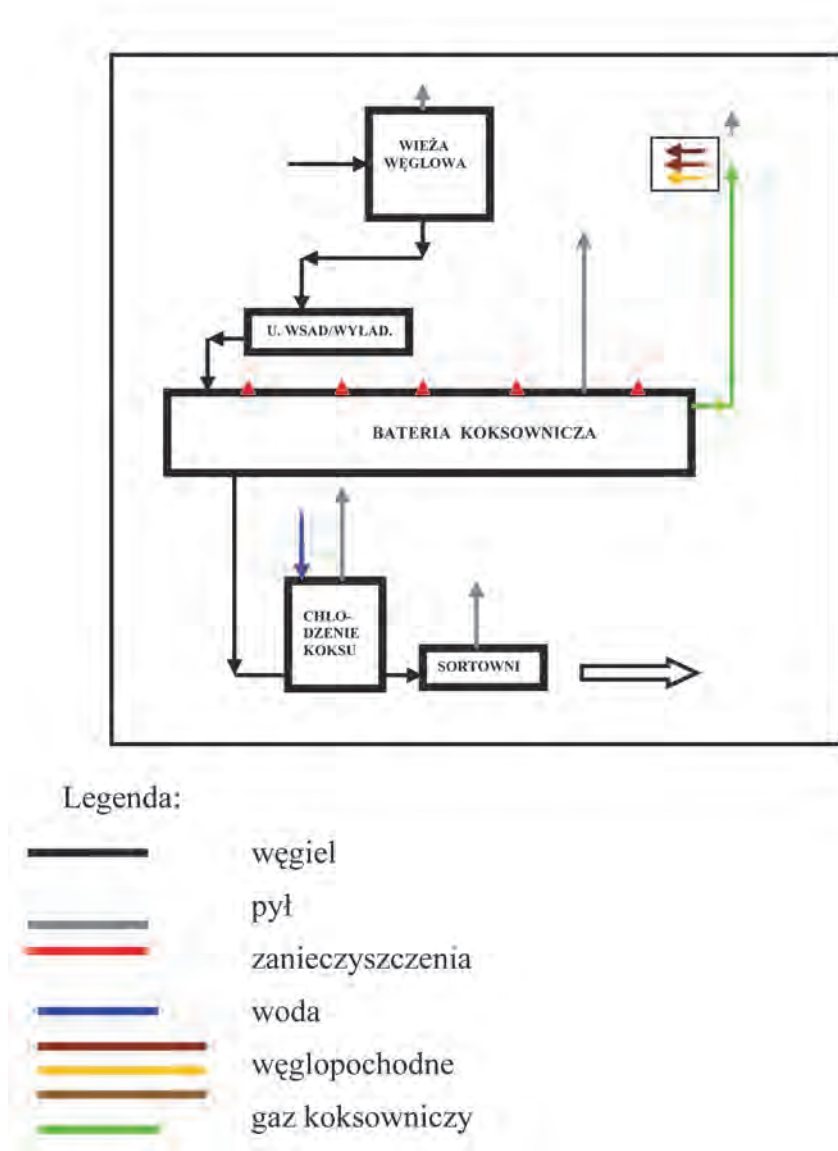 WIEŻA
WĘGLOWA
U. WSAD/WYŁAD.
BATERIA KOKSOWNICZA
CHŁO-
DZENIE
KOKSU
SORTOWNI
Legenda:
węgiel
pył
zanieczyszczenia
woda
węglopochodne
gaz koksowniczy